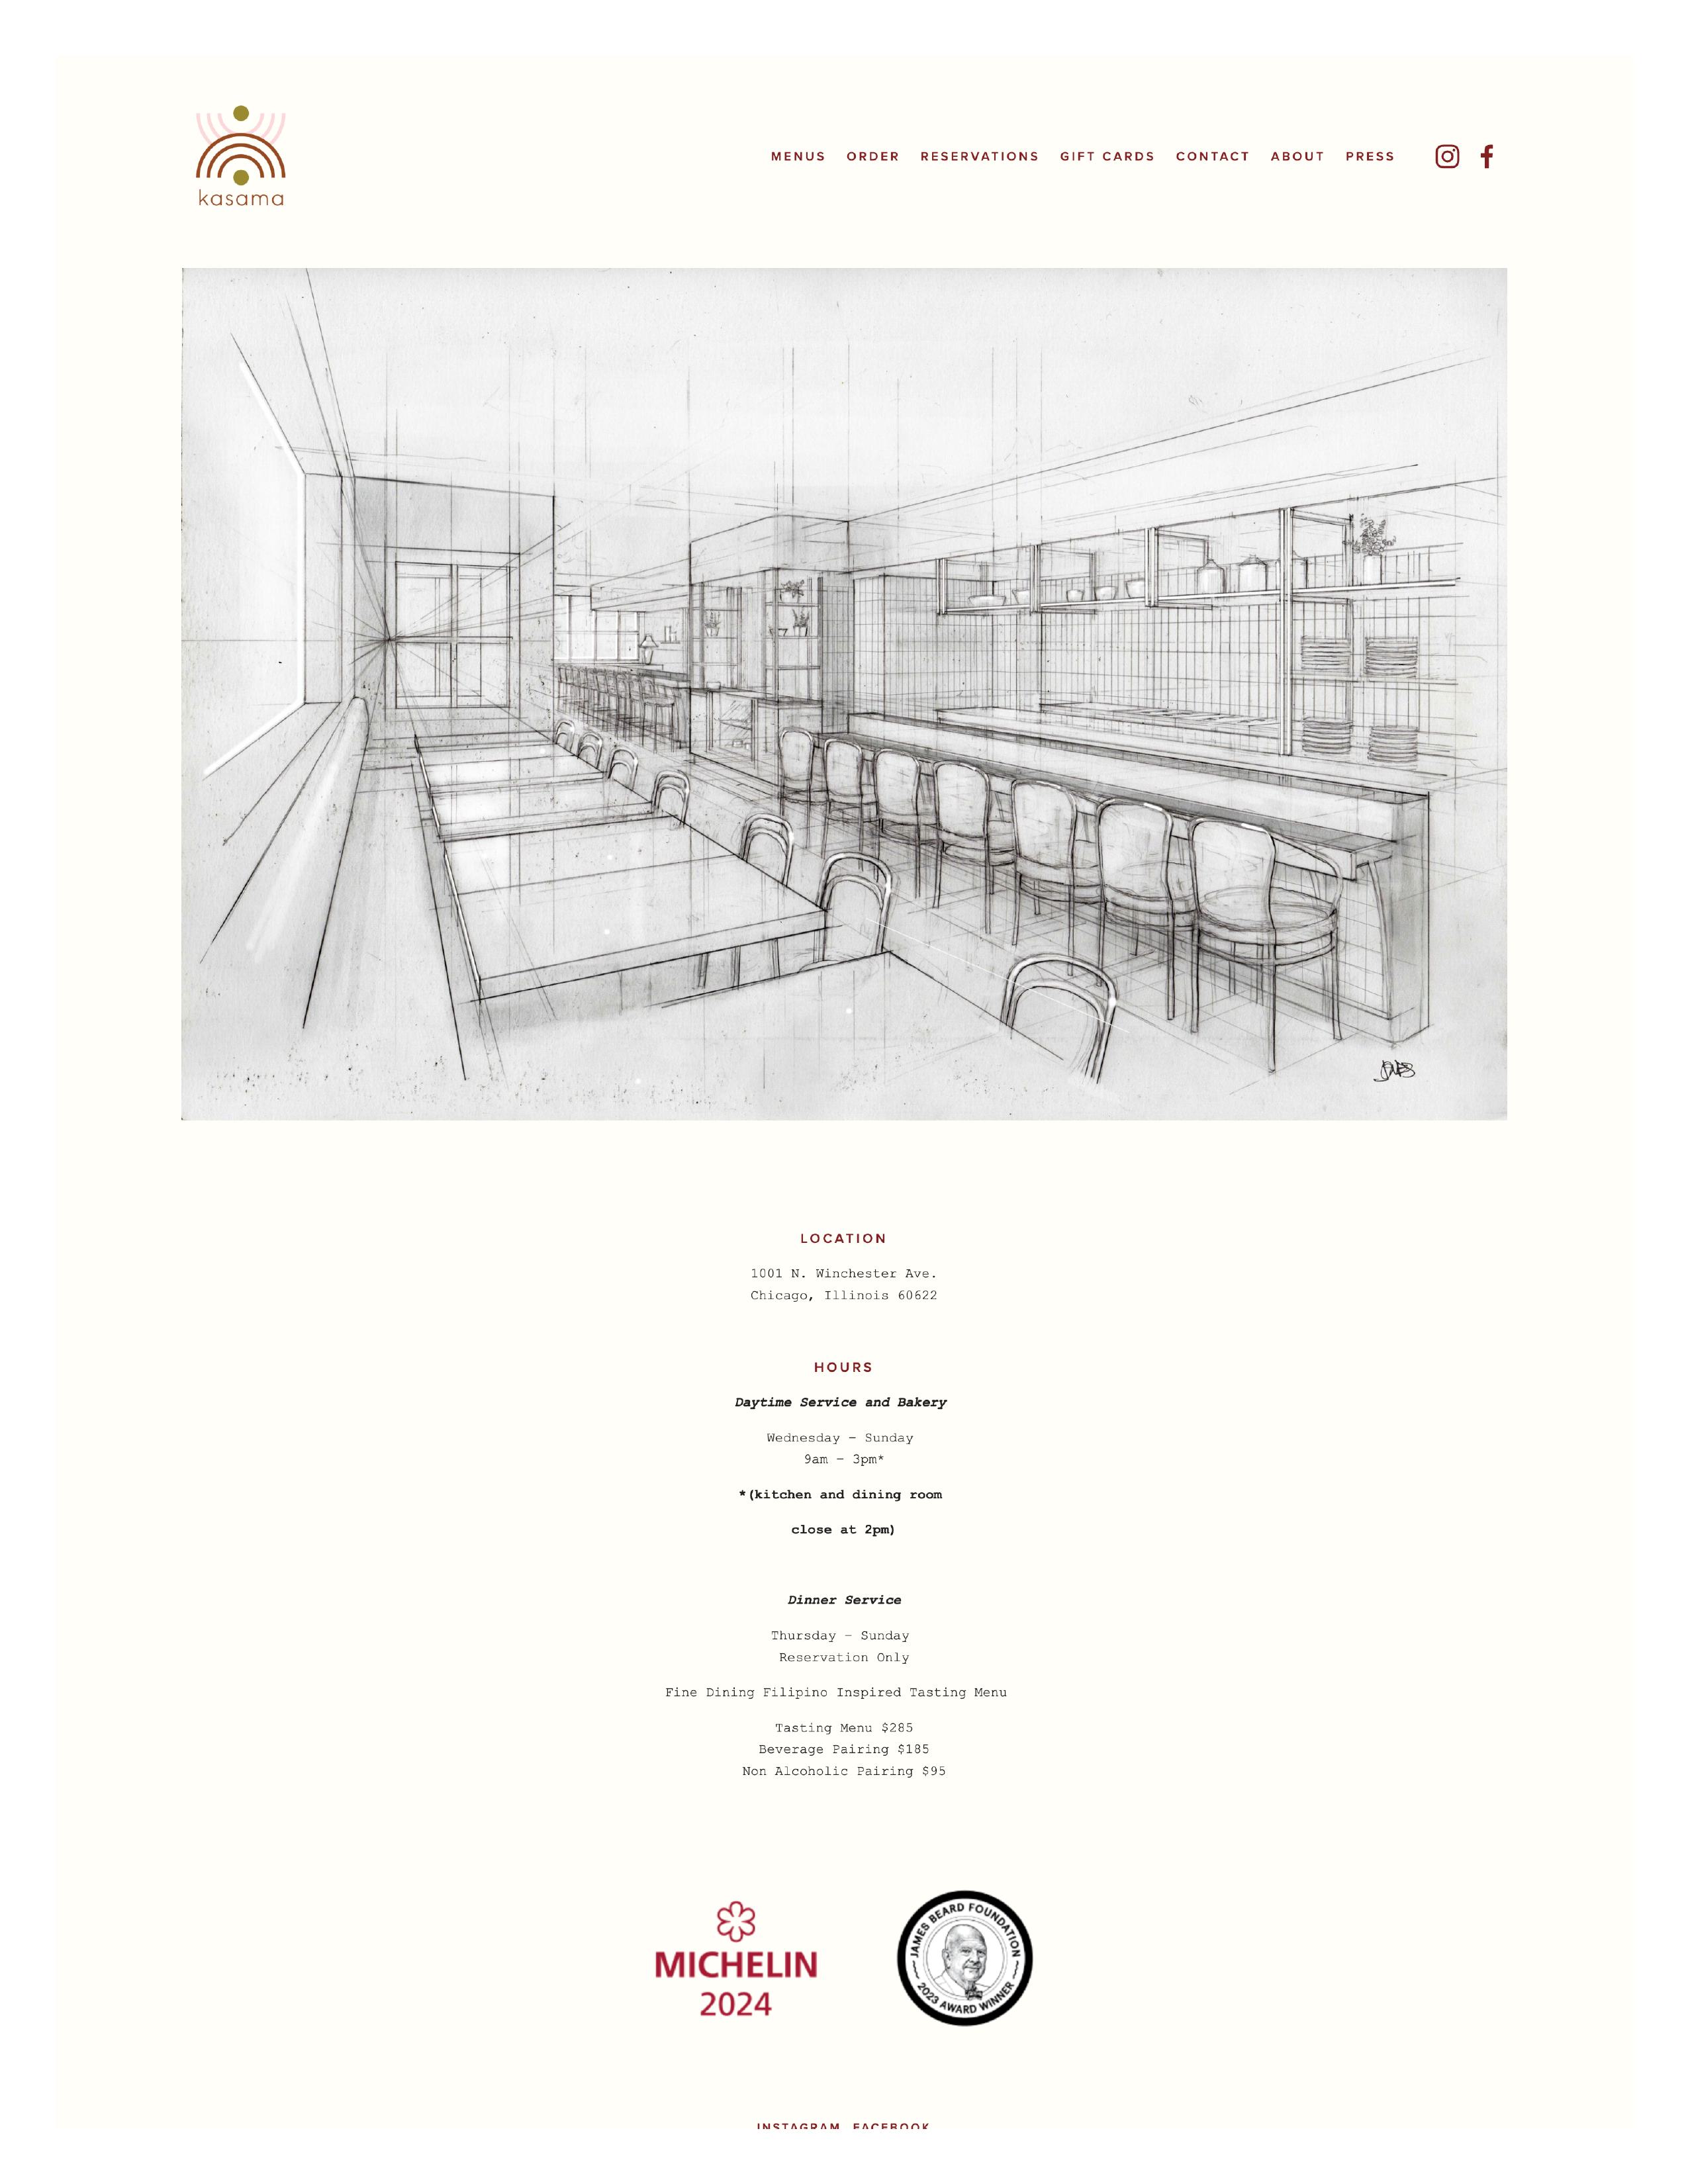 kasama
MENUS ORDER RESERVATIONS GIFT CARDS CONTACT ABOUT PRESS
JONES
LOCATION
1001 N. Winchester Ave.
Chicago, Illinois 60622
HOURS
Daytime Service and Bakery
Wednesday – Sunday
9am – 3pm*
*(kitchen and dining room
close at 2pm)
Dinner Service
Thursday – Sunday
Reservation Only
Fine Dining Filipino Inspired Tasting Menu
Tasting Menu $285
Beverage Pairing $185
Non Alcoholic Pairing $95
MICHELIN
2024
JAMES BEARD FOUNDATION
2023 AWARD WINNER
INSTAGRAM FACEBOOK